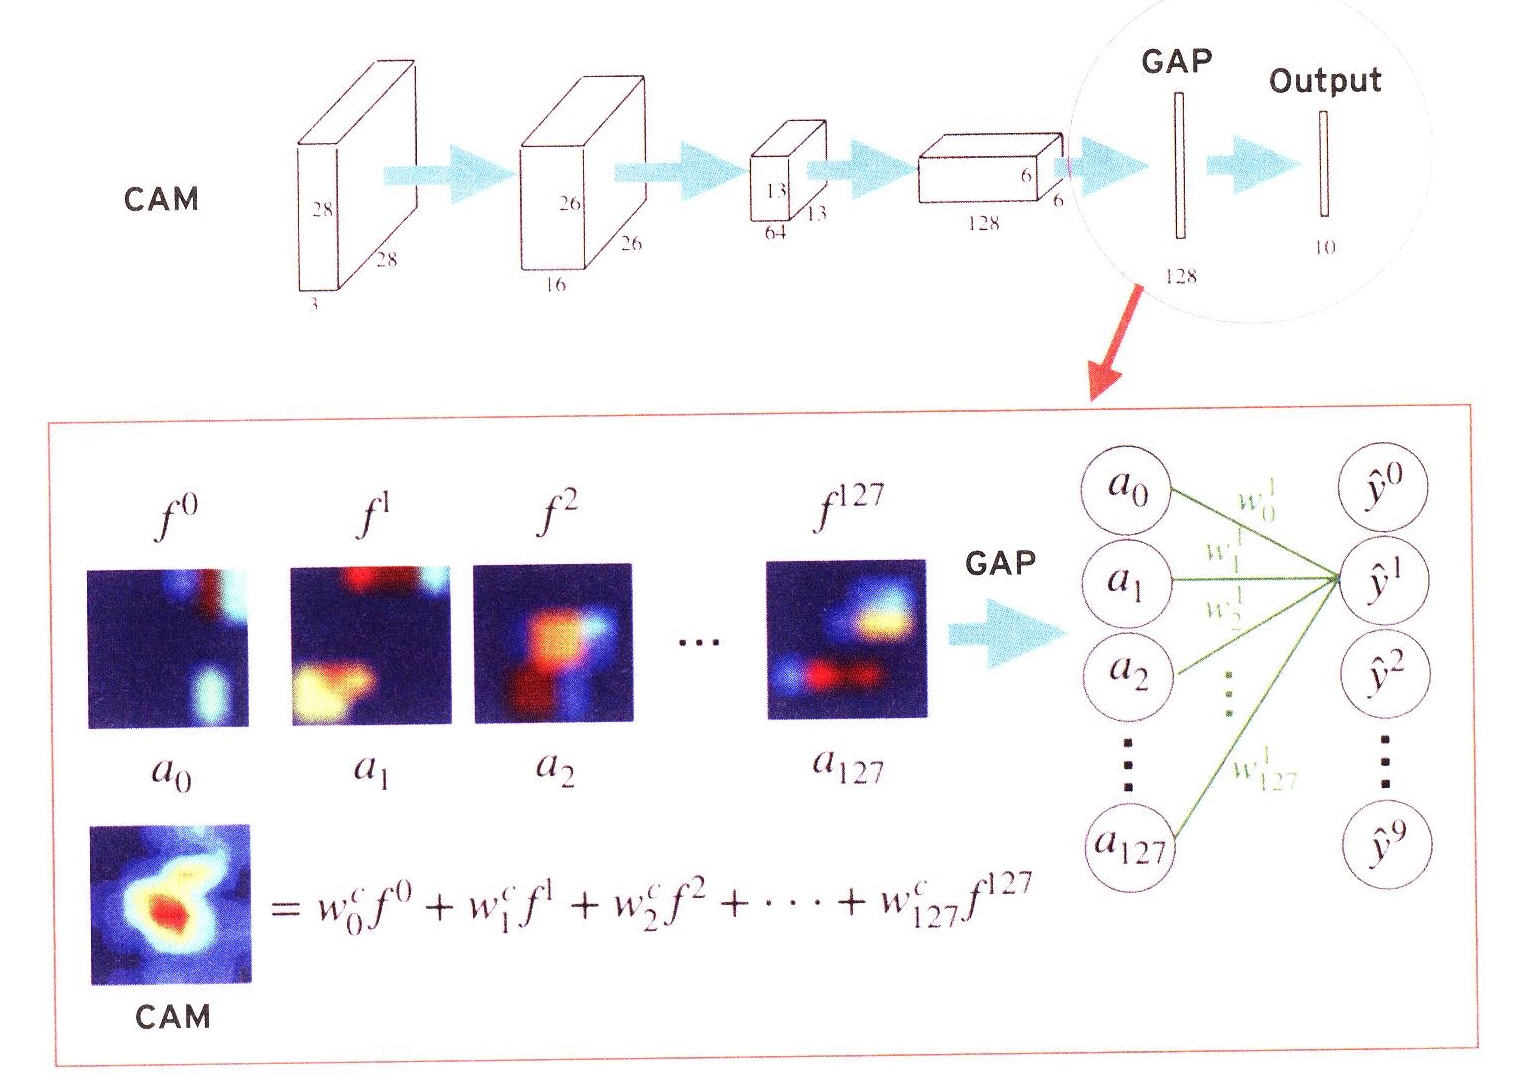 GAP
Output
CAM
28
28
3
26
26
16
13
13
64
6
6
128
128
10
f^0 f^1 f^2 f^127
...
GAP
a_0 a_1 a_2 a_127
a_0
a_1
a_2
⋮
a_127
w_0^1
w_1^1
w_2^1
⋮
w_127^1
ŷ^0
ŷ^1
ŷ^2
⋮
ŷ^9
= w_0^c f^0 + w_1^c f^1 + w_2^c f^2 + · · · + w_127^c f^127
CAM